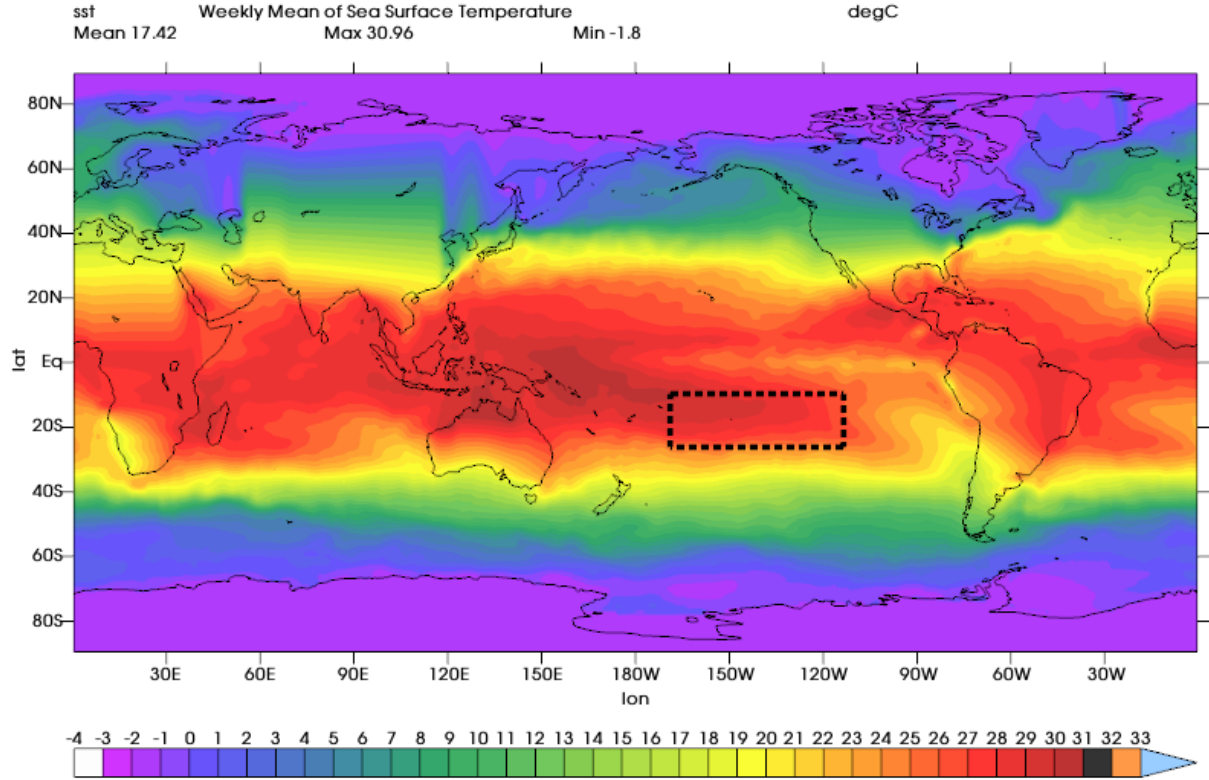 sst Weekly Mean of Sea Surface Temperature degC
Mean 17.42 Max 30.96 Min -1.8
80N
60N
40N
20N
Eq
20S
40S
60S
80S
lat
30E 60E 90E 120E 150E 180W 150W 120W 90W 60W 30W
lon
-4 -3 -2 -1 0 1 2 3 4 5 6 7 8 9 10 11 13 14 15 16 17 18 19 20 21 22 23 24 25 26 27 28 29 30 31 32 33